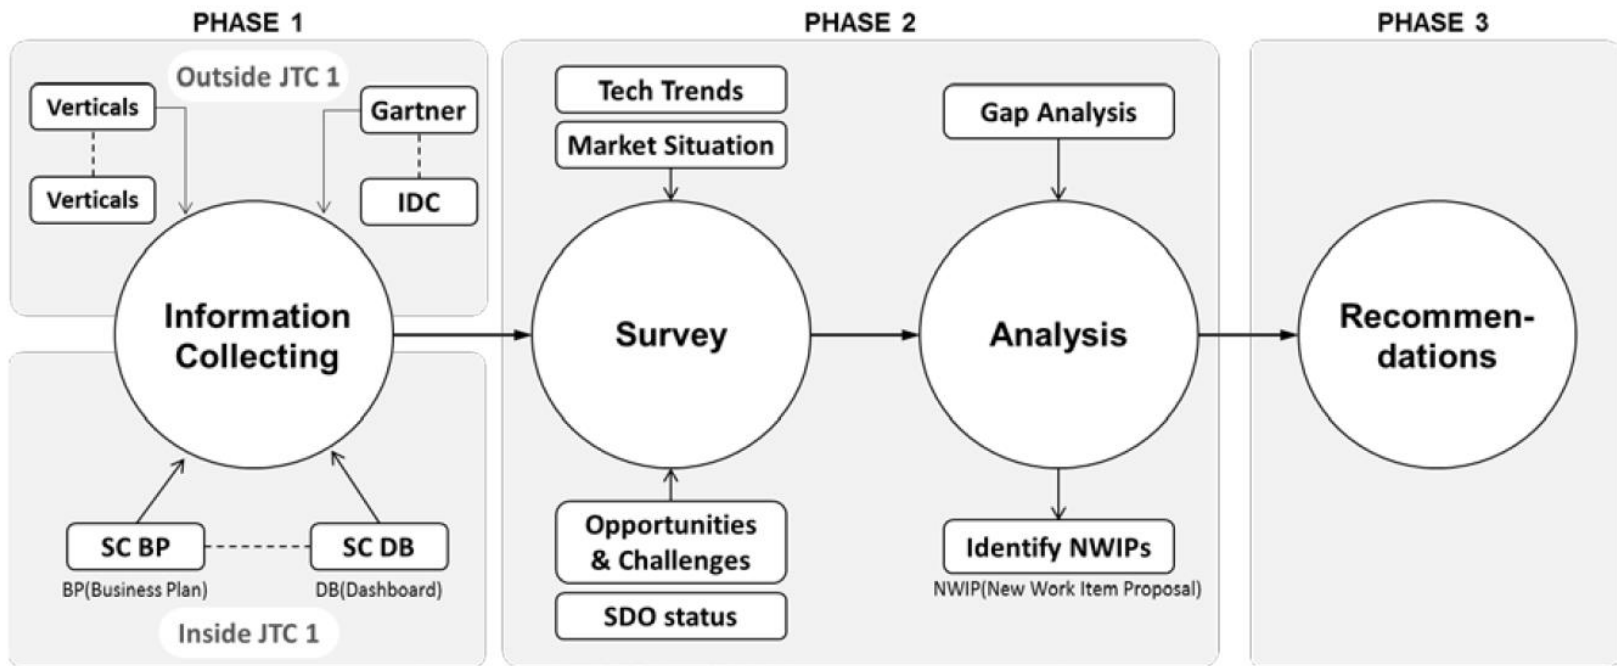 PHASE 1
PHASE 2
PHASE 3
Outside JTC 1
Verticals
Gartner
Verticals
IDC
Information
Collecting
SC BP
SC DB
BP(Business Plan)
DB(Dashboard)
Inside JTC 1
Tech Trends
Market Situation
Survey
Opportunities
& Challenges
SDO status
Gap Analysis
Analysis
Identify NWIPs
NWIP(New Work Item Proposal)
Recommen-
dations